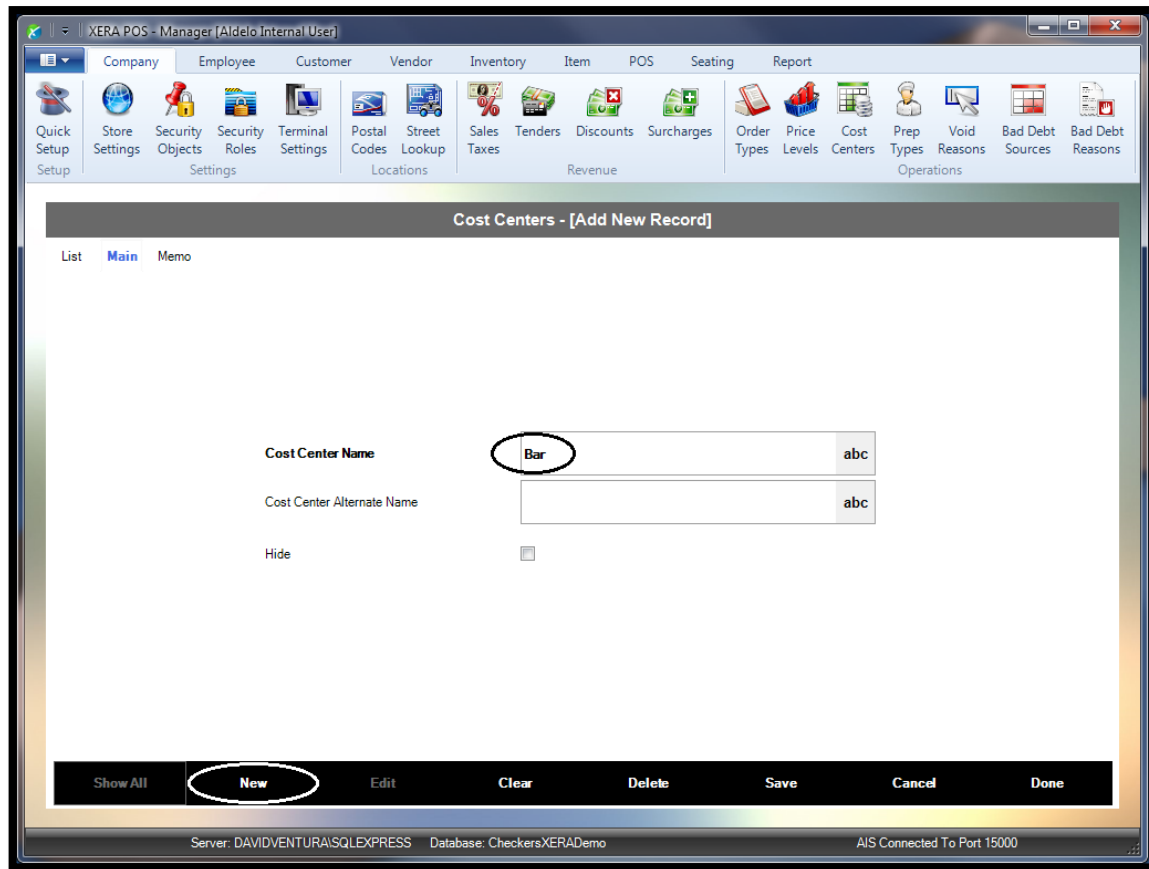 XERA POS - Manager [Aldelo Internal User]
Company Employee Customer Vendor Inventory Item POS Seating Report
Quick Setup Store Settings Security Objects Security Roles Terminal Settings Postal Codes Street Lookup Sales Taxes Tenders Discounts Surcharges Order Types Price Levels Cost Centers Prep Types Void Reasons Bad Debt Sources Bad Debt Reasons
Setup Settings Locations Revenue Operations
Cost Centers - [Add New Record]
List Main Memo
Cost Center Name Bar abc
Cost Center Alternate Name abc
Hide
Show All New Edit Clear Delete Save Cancel Done
Server: DAVIDVENTURA\SQLEXPRESS Database: CheckersXERADemo AIS Connected To Port 15000